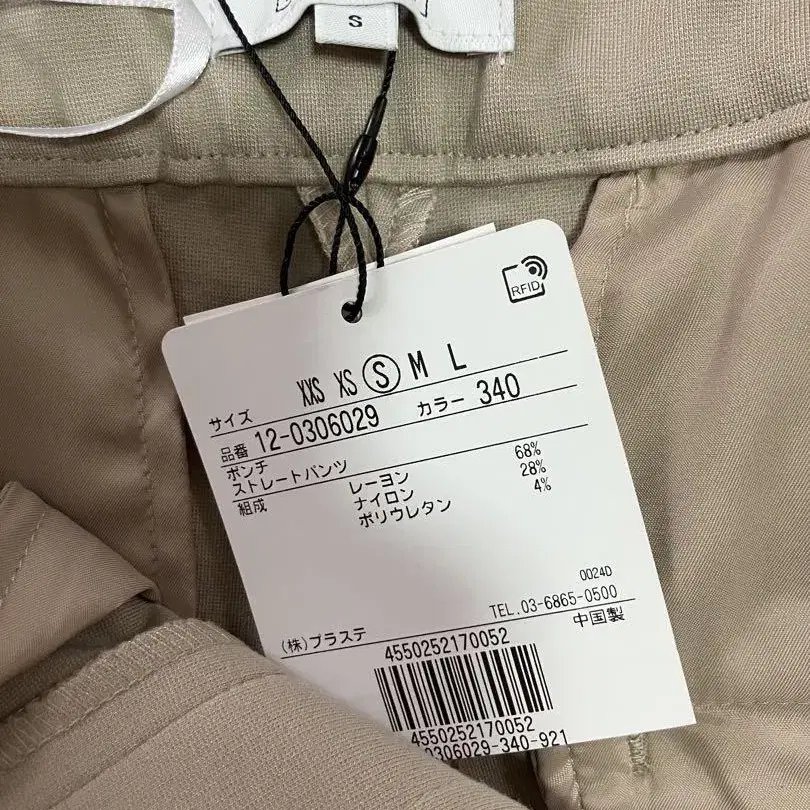 S
RFID
サイズ XXS XS S M L
品番 12-0306029 カラー 340
ポンチ
ストレートパンツ
組成 レーヨン 68%
ナイロン 28%
ポリウレタン 4%
0024D
TEL.03-6865-0500
(株)プラステ 中国製
4550252170052
4550252170052
0306029-340-921